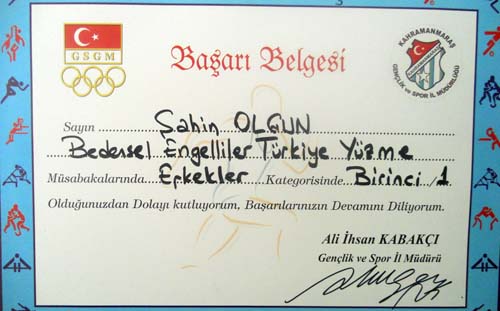 GSGM
Başarı Belgesi
KAHRAMANMARAŞ
GENÇLİK ve SPOR İL MÜDÜRLÜĞÜ
Sayın Şahin OLGUN
Bedensel Engelliler Türkiye Yüzme
Müsabakalarında Erkekler Kategorisinde Birinci /1
Olduğunuzdan Dolayı kutluyorum, Başarılarınızın Devamını Diliyorum.
Ali İhsan KABAKÇI
Gençlik ve Spor İl Müdürü